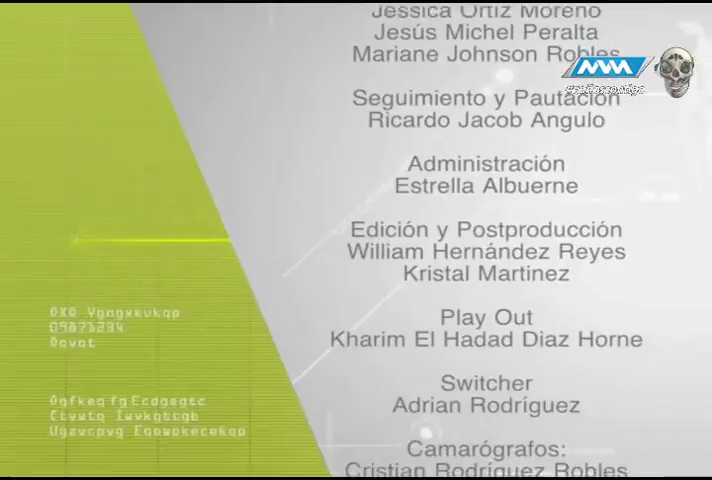 Jessica Ortiz Moreno
Jesús Michel Peralta
Mariane Johnson Robles
MVM
Seguimiento y Pautación
Ricardo Jacob Angulo
Administración
Estrella Albuerne
Edición y Postproducción
William Hernández Reyes
Kristal Martinez
Play Out
Kharim El Hadad Diaz Horne
Switcher
Adrian Rodríguez
Camarógrafos:
Cristian Rodríguez Robles
09871234